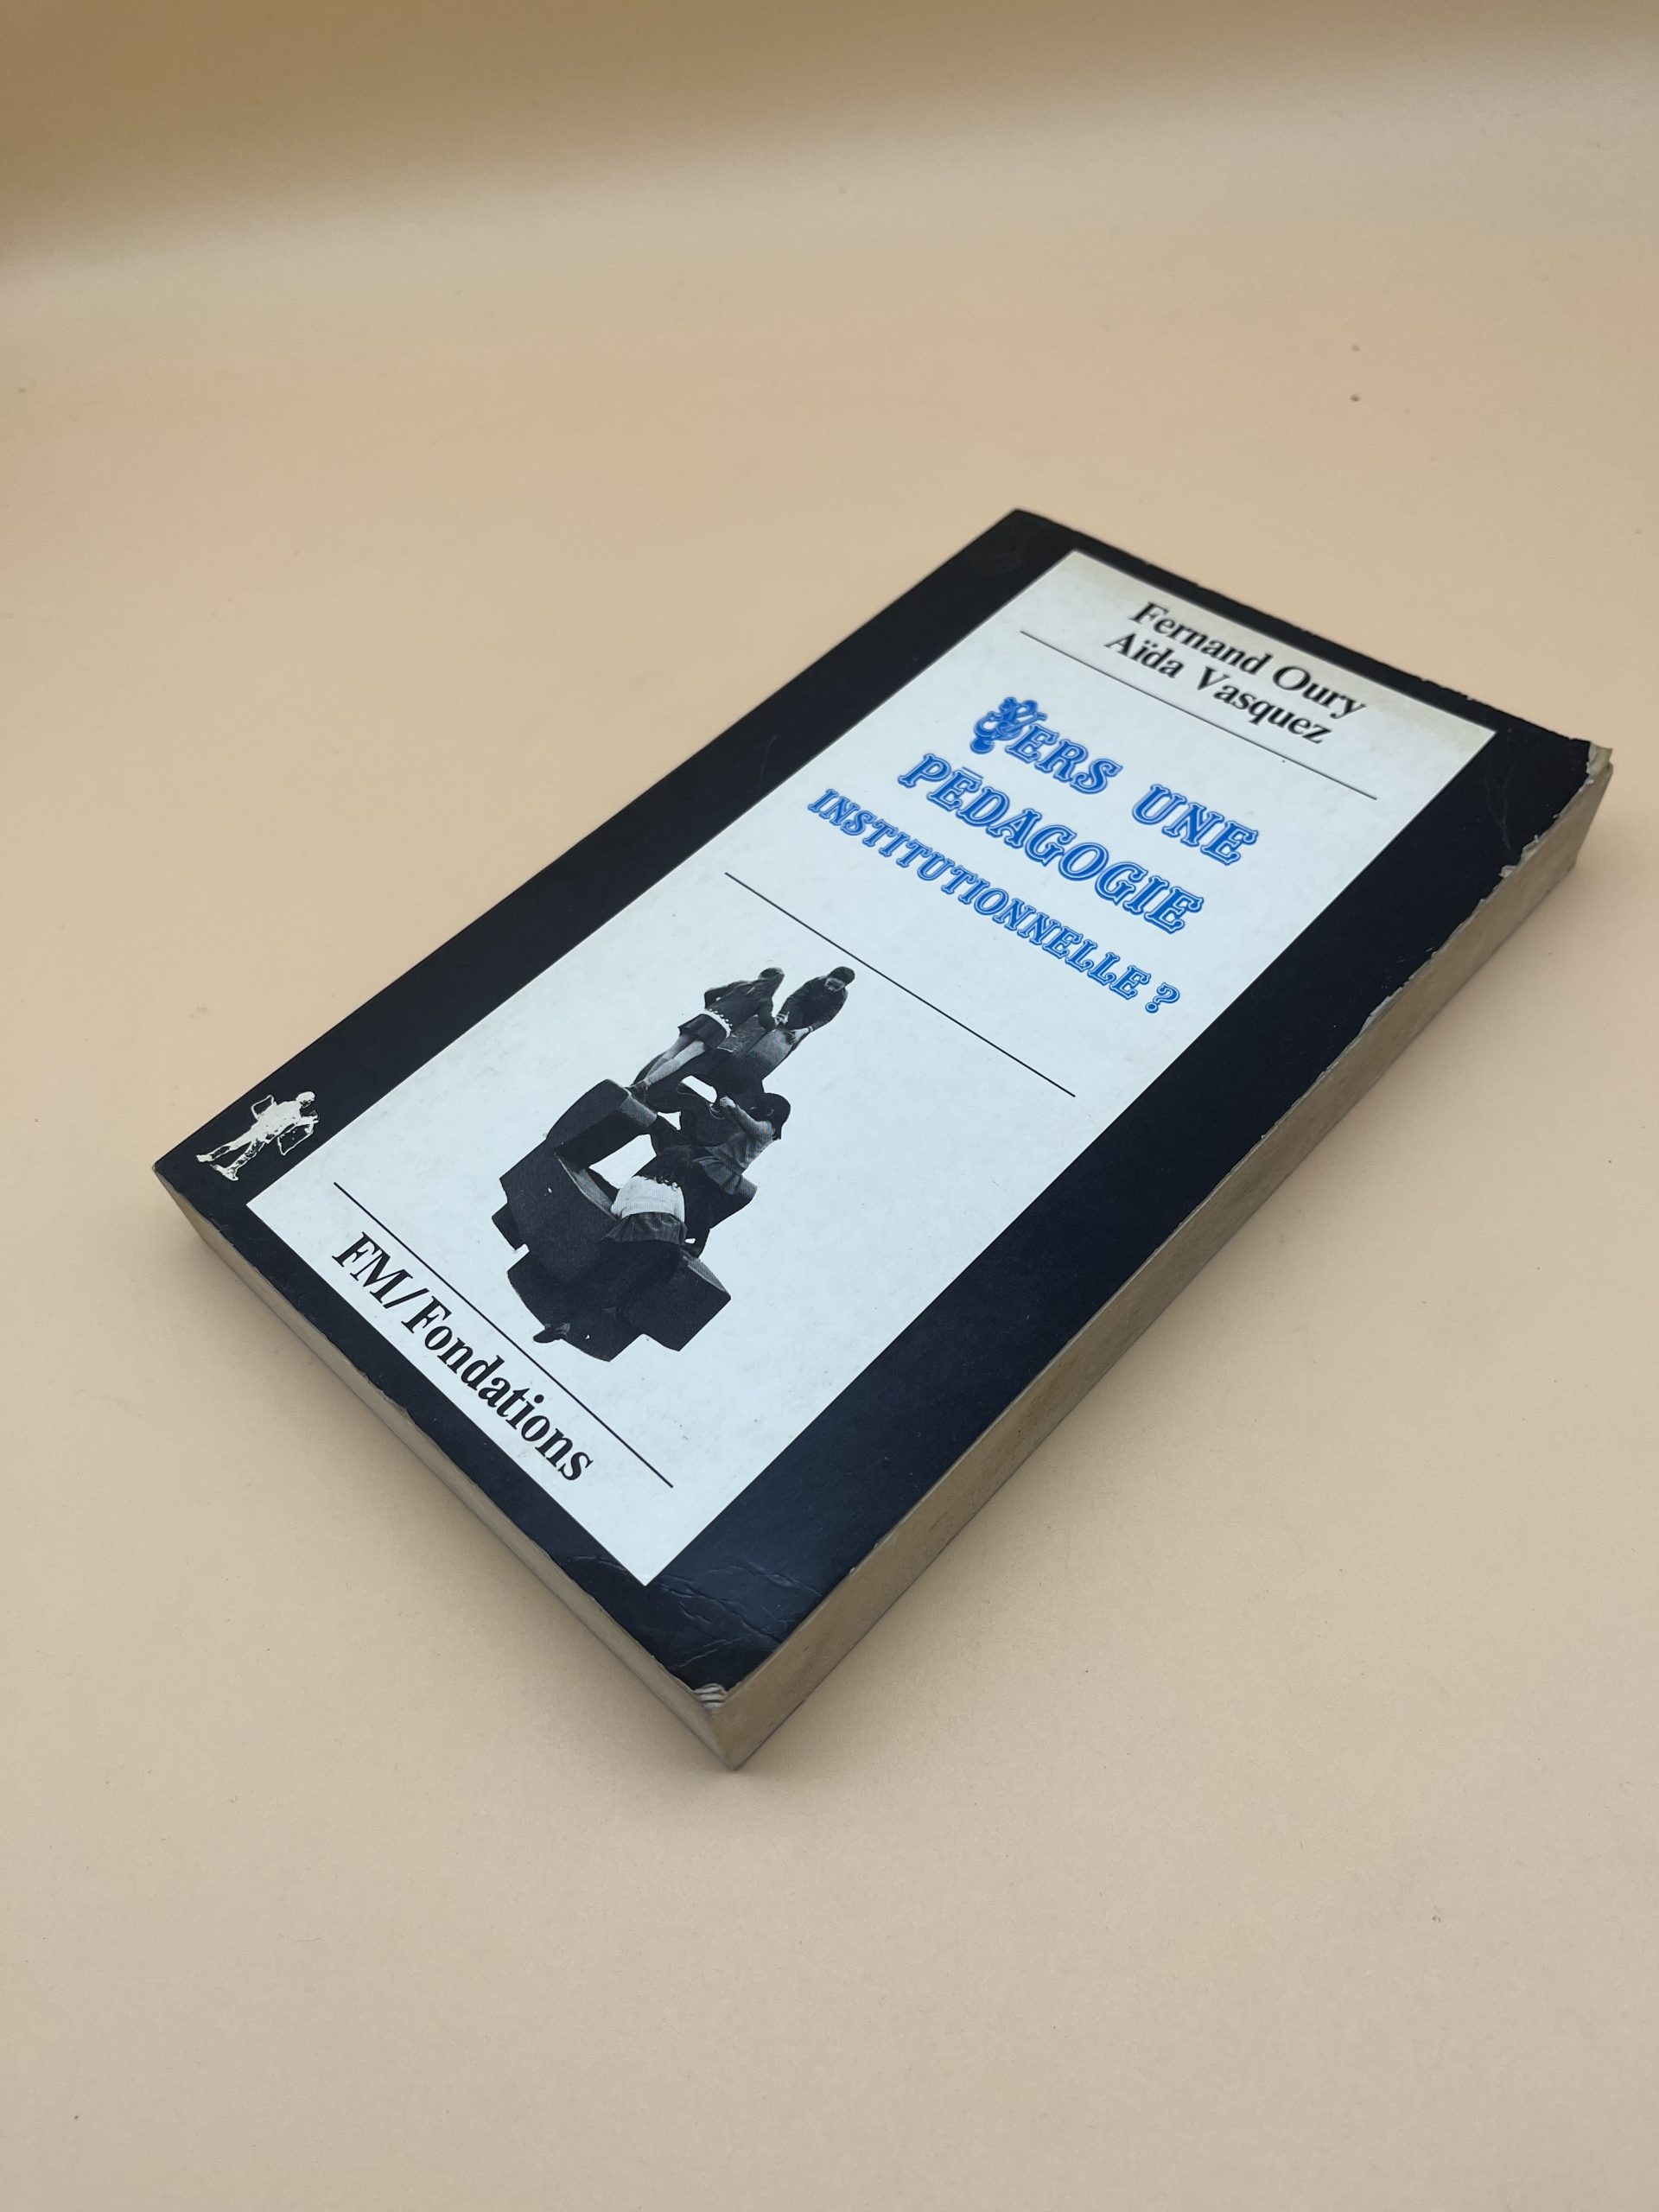 Fernand Oury
Aïda Vasquez
VERS UNE
PÉDAGOGIE
INSTITUTIONNELLE ?
FM/Fondations